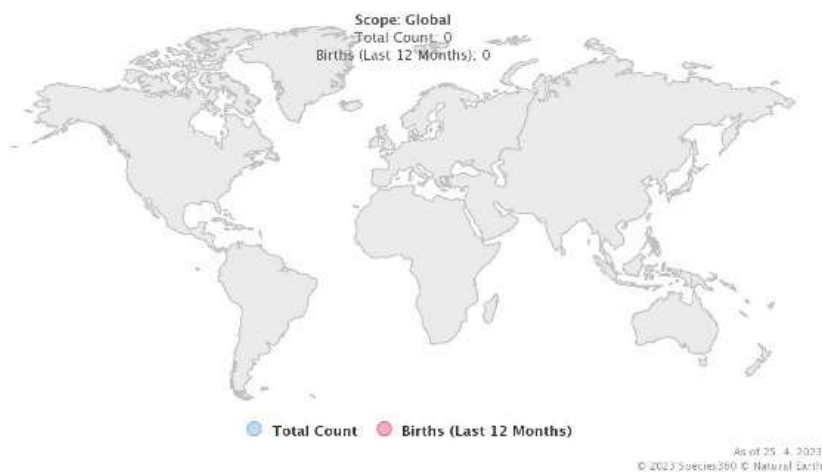 Scope: Global
Total Count: 0
Births (Last 12 Months): 0
Total Count
Births (Last 12 Months)
As of 25. 4. 2023
© 2023 Species360 © Natural Earth